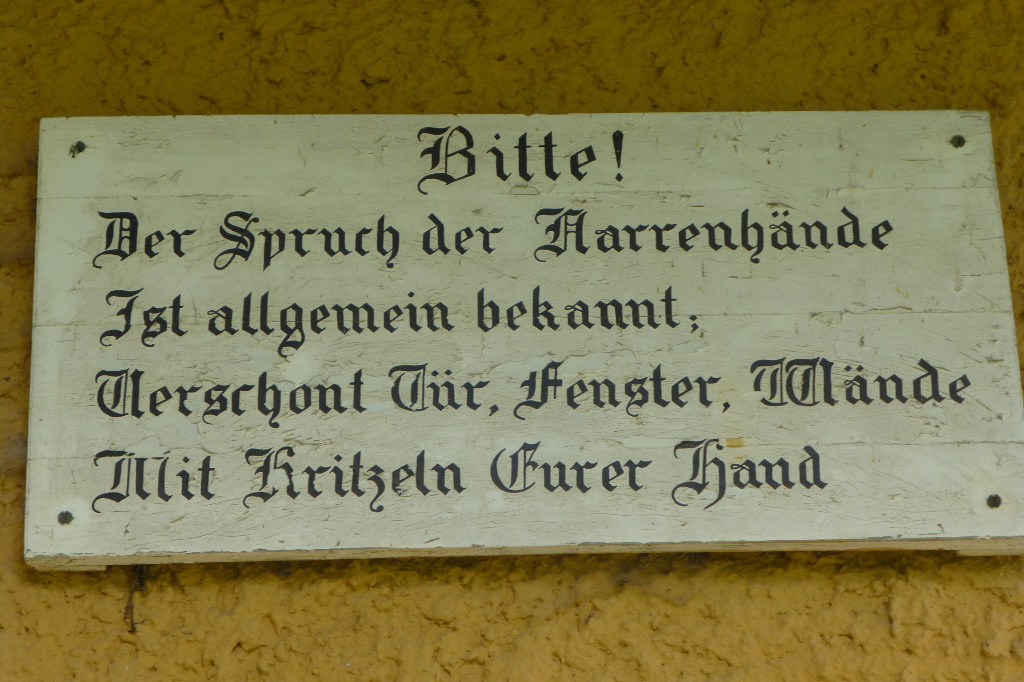 Bitte!
Der Spruch der Narrenhände
Ist allgemein bekannt;
Verschont Tür, Fenster, Wände
Mit Kritzeln Eurer Hand